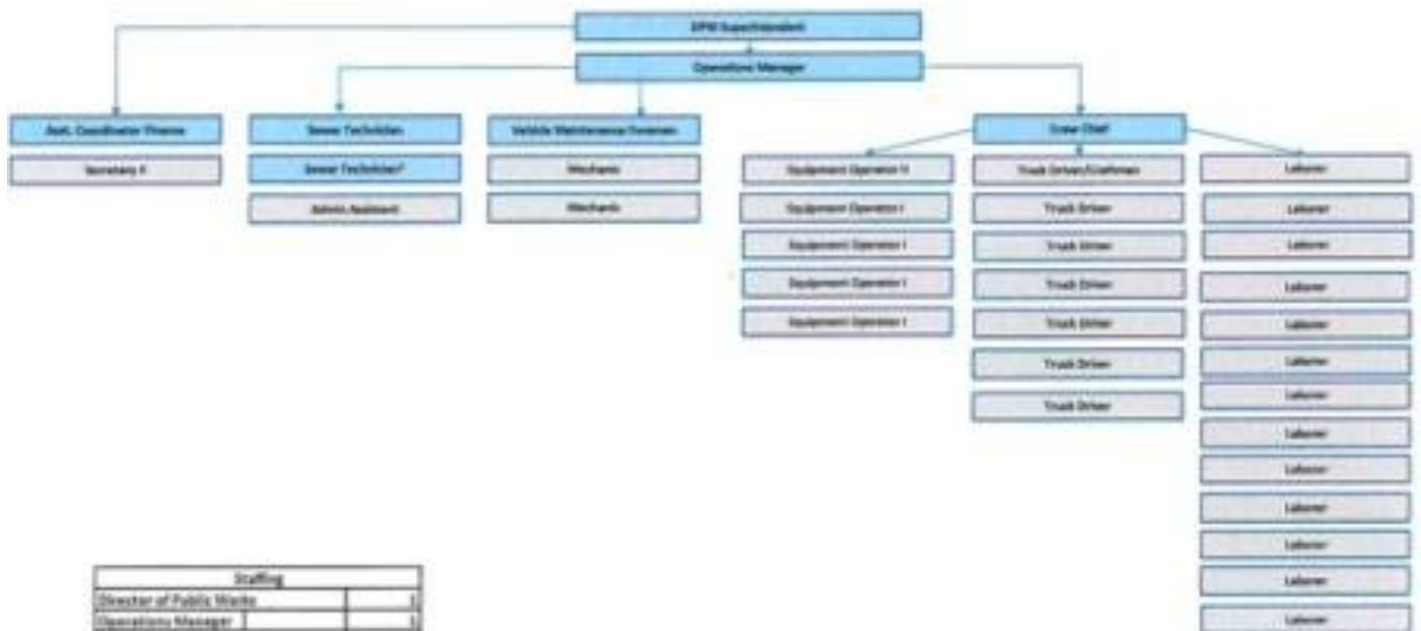 DPW Superintendent
Operations Manager
Asst. Coordinator Finance
Secretary II
Sewer Technician
Sewer Technician*
Admin Assistant
Vehicle Maintenance Foreman
Mechanic
Mechanic
Crew Chief
Equipment Operator II
Equipment Operator I
Equipment Operator I
Equipment Operator I
Equipment Operator I
Truck Driver/Craftsman
Truck Driver
Truck Driver
Truck Driver
Truck Driver
Truck Driver
Truck Driver
Laborer
Laborer
Laborer
Laborer
Laborer
Laborer
Laborer
Laborer
Laborer
Laborer
Laborer
Laborer
Laborer
Staffing
Director of Public Works 1
Operations Manager 1